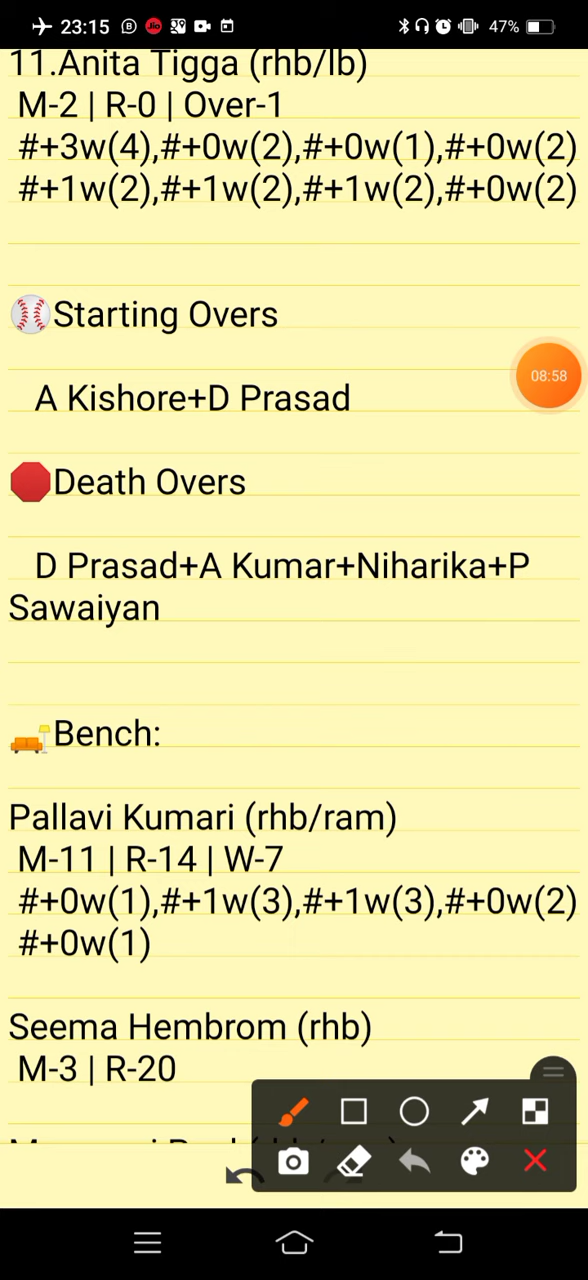 23:15 B Jio 47%
11.Anita Tigga (rhb/lb)
M-2 | R-0 | Over-1
#+3w(4),#+0w(2),#+0w(1),#+0w(2)
#+1w(2),#+1w(2),#+1w(2),#+0w(2)
⚾Starting Overs
08:58
A Kishore+D Prasad
🛑Death Overs
D Prasad+A Kumar+Niharika+P
Sawaiyan
🛋Bench:
Pallavi Kumari (rhb/ram)
M-11 | R-14 | W-7
#+0w(1),#+1w(3),#+1w(3),#+0w(2)
#+0w(1)
Seema Hembrom (rhb)
M-3 | R-20